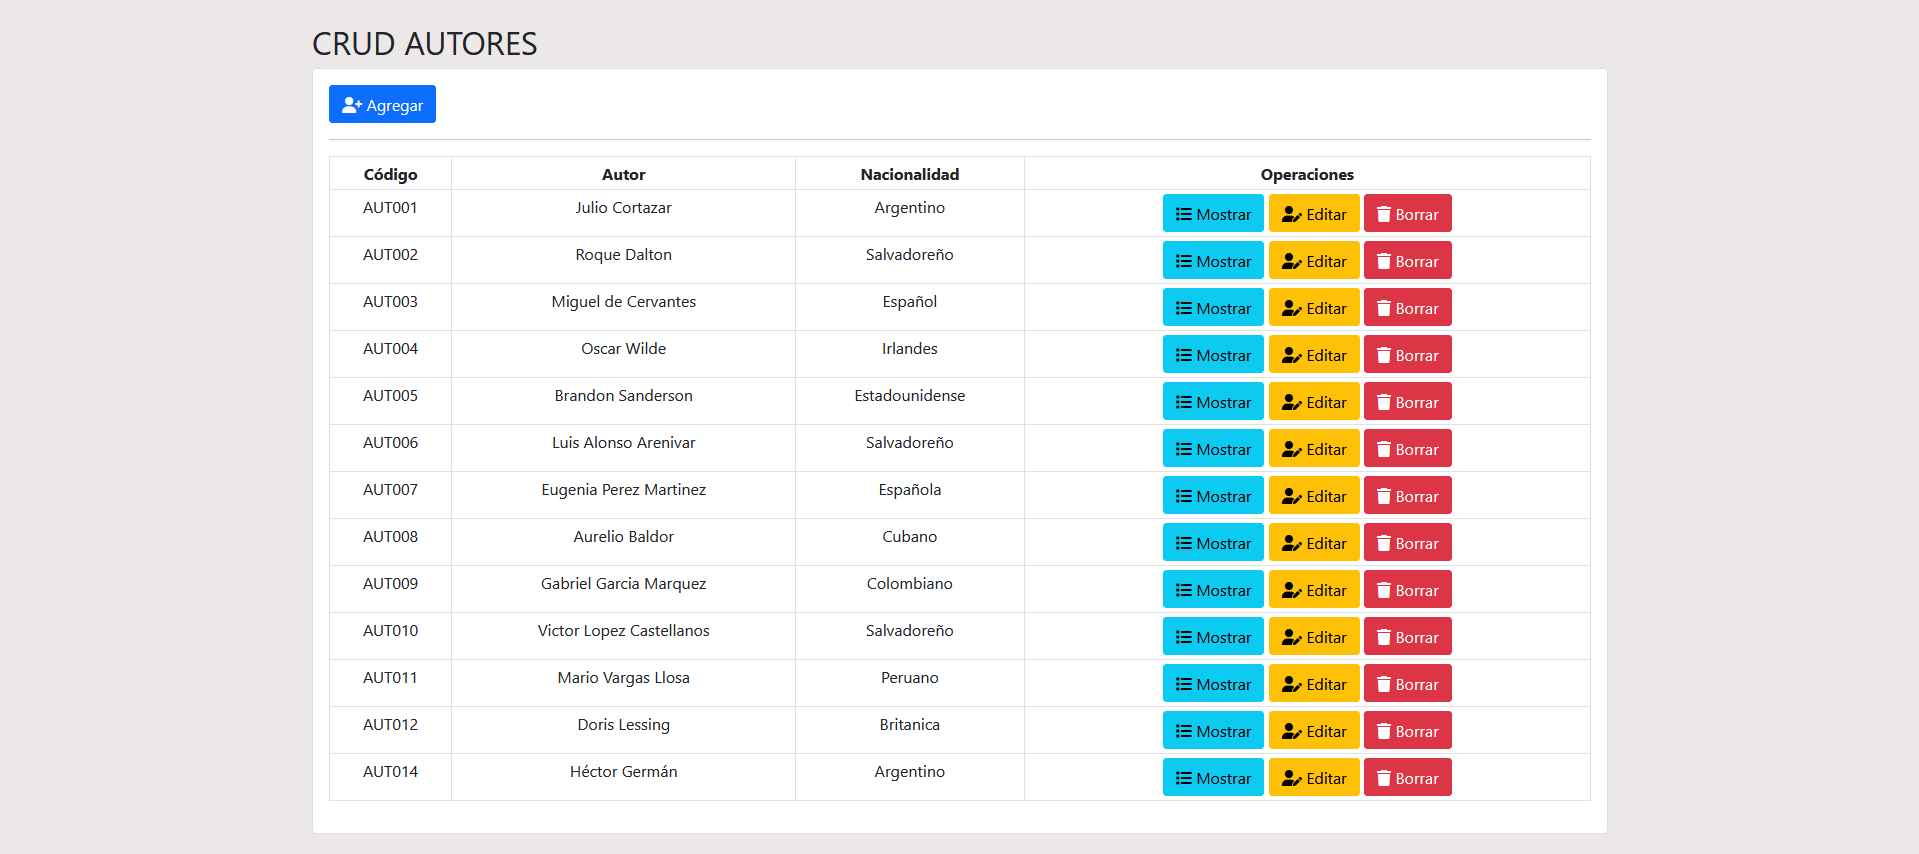 CRUD AUTORES
Agregar
Código Autor Nacionalidad Operaciones
AUT001 Julio Cortazar Argentino Mostrar Editar Borrar
AUT002 Roque Dalton Salvadoreño Mostrar Editar Borrar
AUT003 Miguel de Cervantes Español Mostrar Editar Borrar
AUT004 Oscar Wilde Irlandes Mostrar Editar Borrar
AUT005 Brandon Sanderson Estadounidense Mostrar Editar Borrar
AUT006 Luis Alonso Arenivar Salvadoreño Mostrar Editar Borrar
AUT007 Eugenia Perez Martinez Española Mostrar Editar Borrar
AUT008 Aurelio Baldor Cubano Mostrar Editar Borrar
AUT009 Gabriel Garcia Marquez Colombiano Mostrar Editar Borrar
AUT010 Victor Lopez Castellanos Salvadoreño Mostrar Editar Borrar
AUT011 Mario Vargas Llosa Peruano Mostrar Editar Borrar
AUT012 Doris Lessing Britanica Mostrar Editar Borrar
AUT014 Héctor Germán Argentino Mostrar Editar Borrar